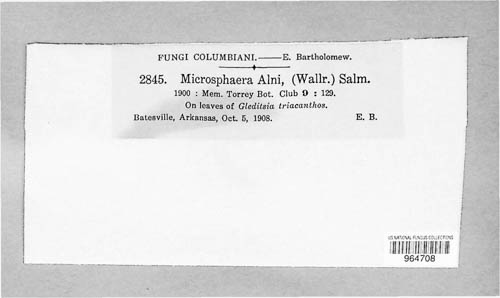 FUNGI COLUMBIANI.——E. Bartholomew.
2845. Microsphaera Alni, (Wallr.) Salm.
1900 : Mem. Torrey Bot. Club 9 : 129.
On leaves of Gleditsia triacanthos.
Batesville, Arkansas, Oct. 5, 1908. E. B.
US NATIONAL FUNGUS COLLECTIONS
964708